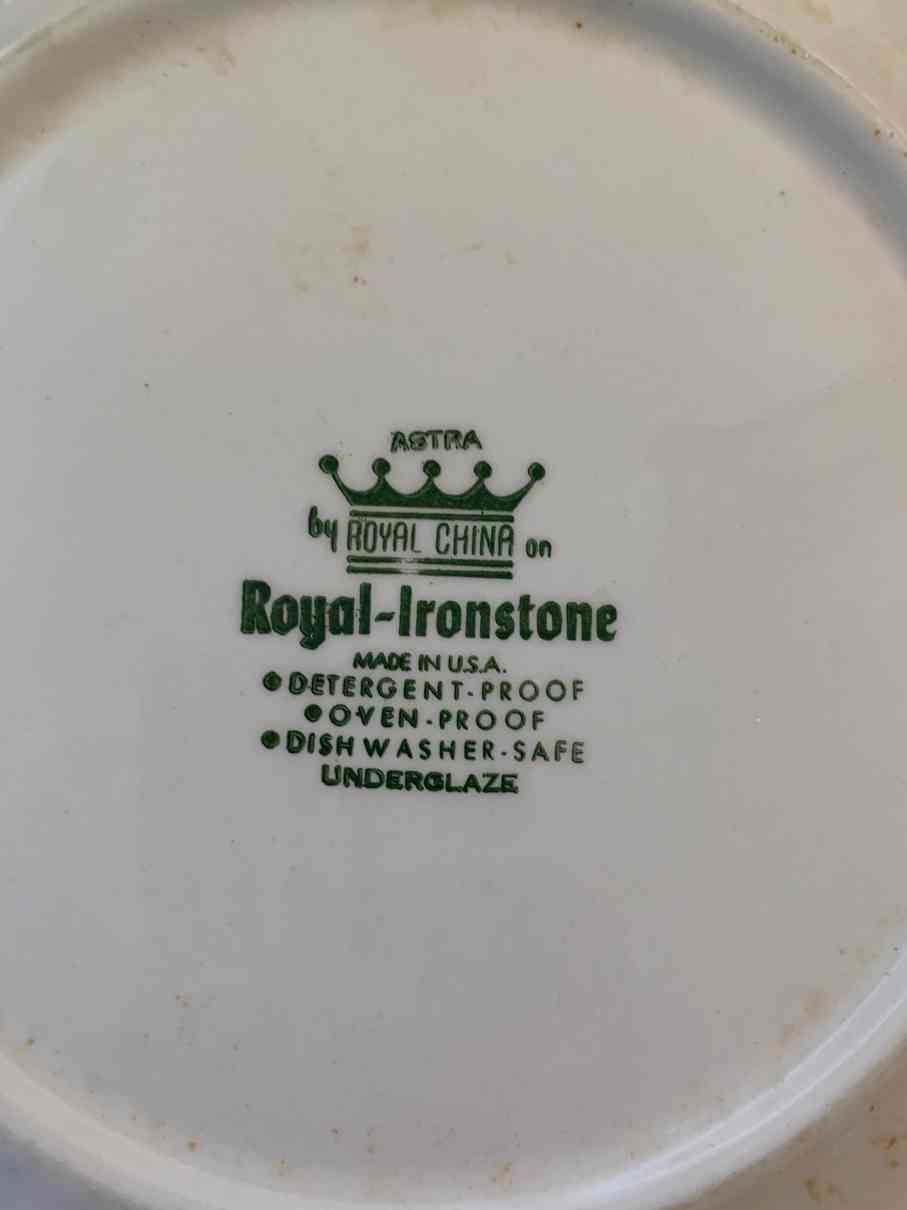 ASTRA
by ROYAL CHINA on
Royal-Ironstone
MADE IN U.S.A.
•DETERGENT-PROOF
•OVEN-PROOF
•DISHWASHER-SAFE
UNDERGLAZE